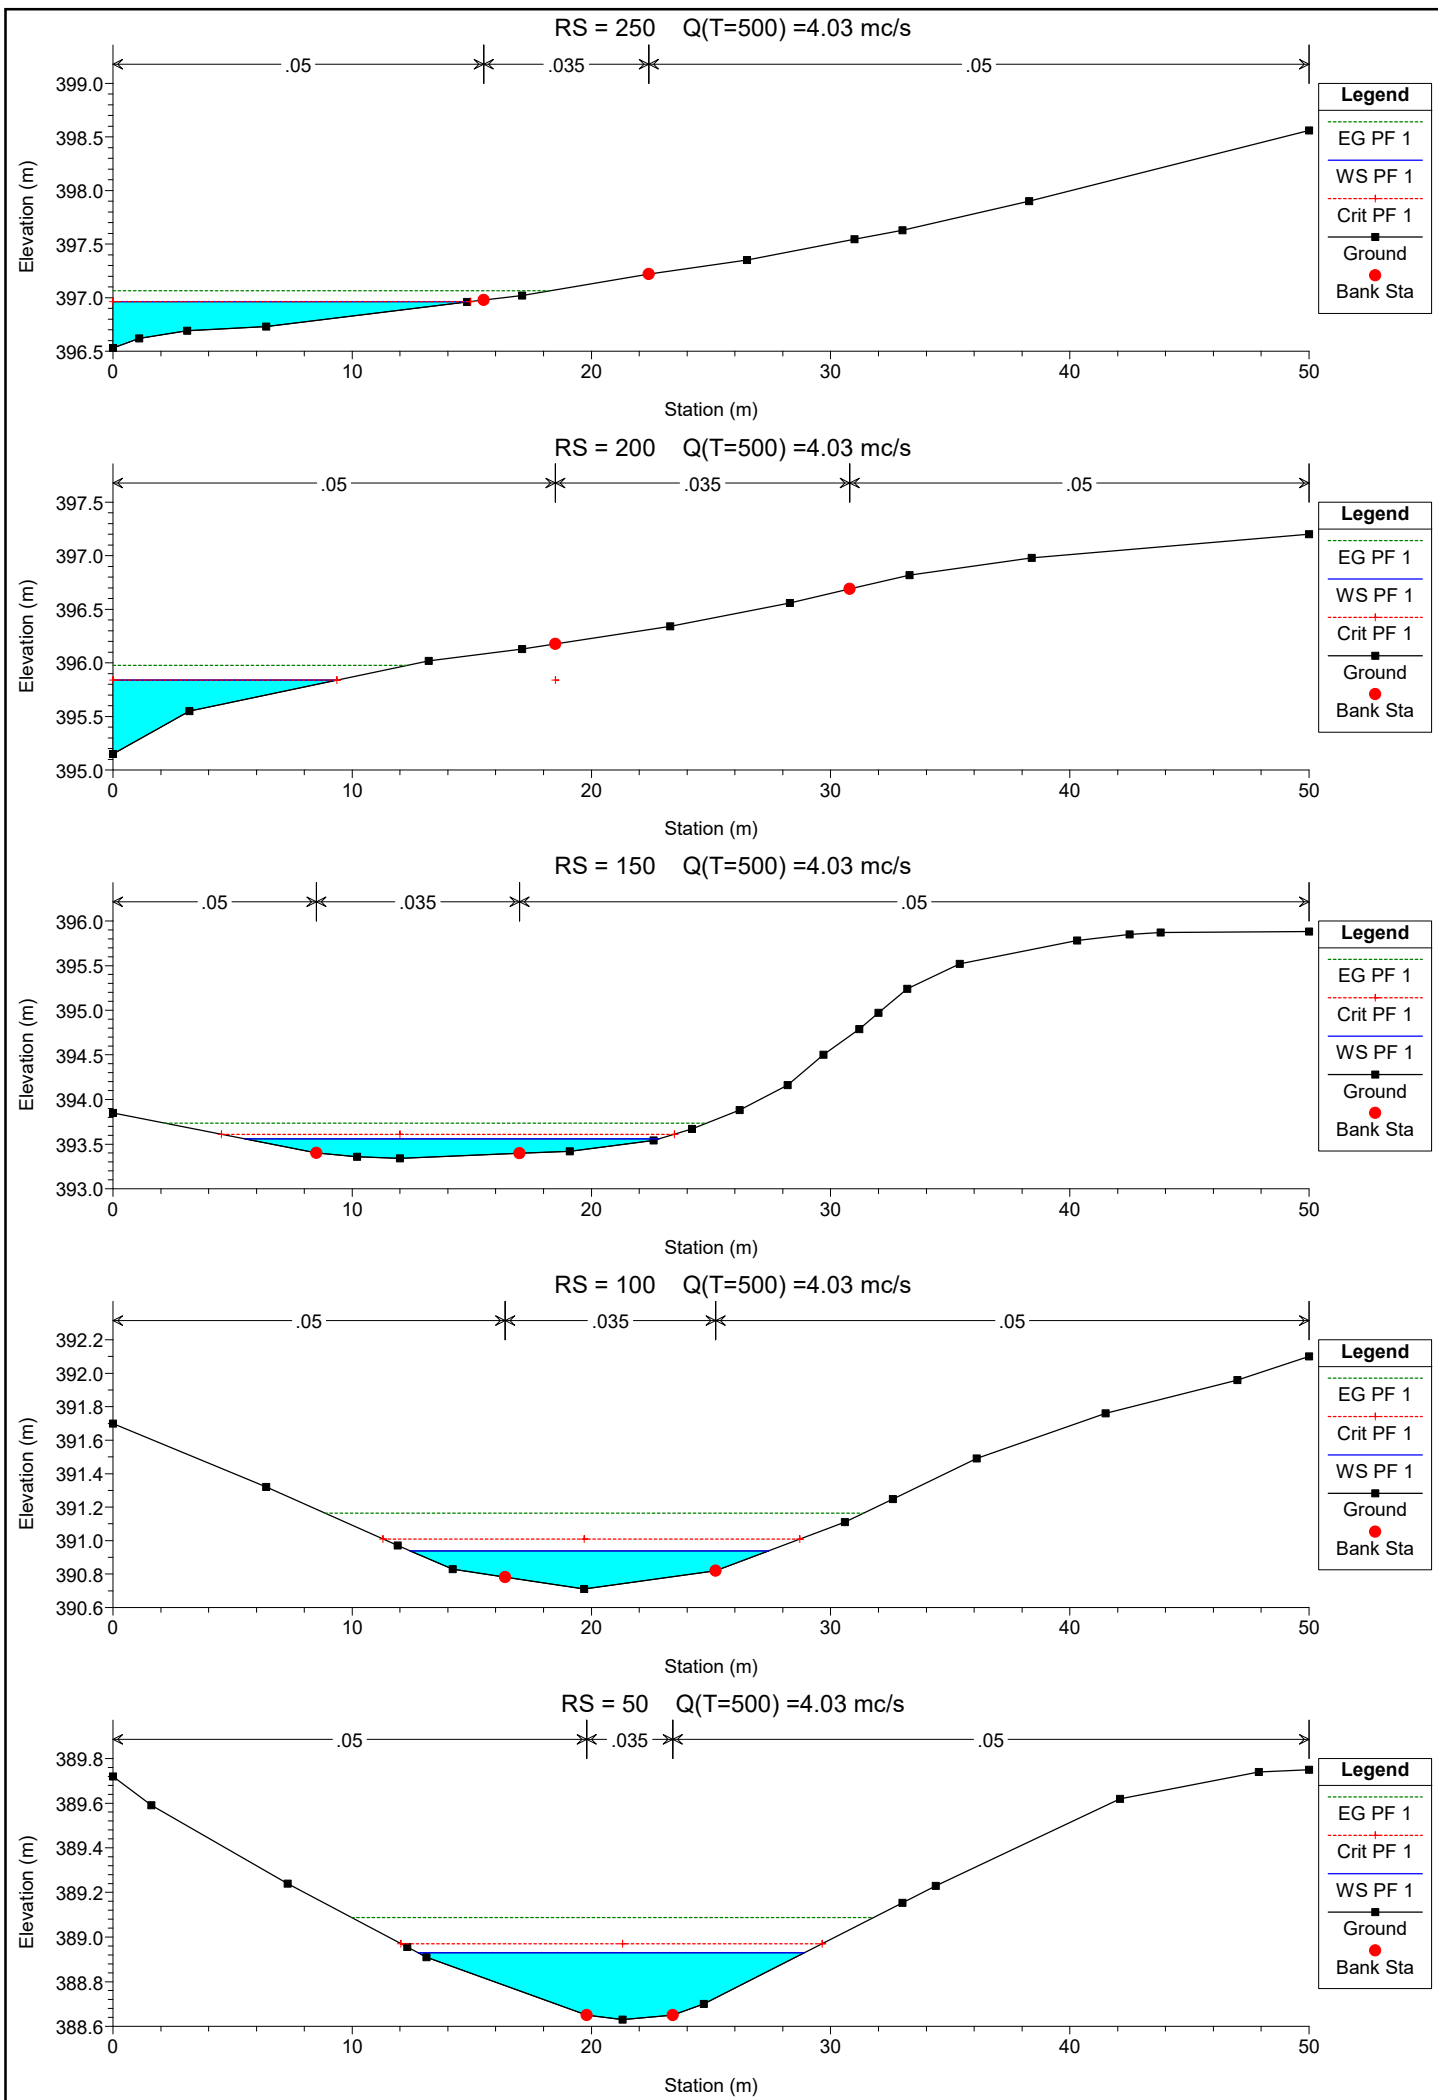 RS = 250 Q(T=500) =4.03 mc/s
.05 .035 .05
399.0
398.5
398.0
397.5
397.0
396.5
Elevation (m)
0 10 20 30 40 50
Station (m)
Legend
EG PF 1
WS PF 1
Crit PF 1
Ground
Bank Sta
RS = 200 Q(T=500) =4.03 mc/s
.05 .035 .05
397.5
397.0
396.5
396.0
395.5
395.0
Elevation (m)
0 10 20 30 40 50
Station (m)
Legend
EG PF 1
WS PF 1
Crit PF 1
Ground
Bank Sta
RS = 150 Q(T=500) =4.03 mc/s
.05 .035 .05
396.0
395.5
395.0
394.5
394.0
393.5
393.0
Elevation (m)
0 10 20 30 40 50
Station (m)
Legend
EG PF 1
Crit PF 1
WS PF 1
Ground
Bank Sta
RS = 100 Q(T=500) =4.03 mc/s
.05 .035 .05
392.2
392.0
391.8
391.6
391.4
391.2
391.0
390.8
390.6
Elevation (m)
0 10 20 30 40 50
Station (m)
Legend
EG PF 1
Crit PF 1
WS PF 1
Ground
Bank Sta
RS = 50 Q(T=500) =4.03 mc/s
.05 .035 .05
389.8
389.6
389.4
389.2
389.0
388.8
388.6
Elevation (m)
0 10 20 30 40 50
Station (m)
Legend
EG PF 1
Crit PF 1
WS PF 1
Ground
Bank Sta